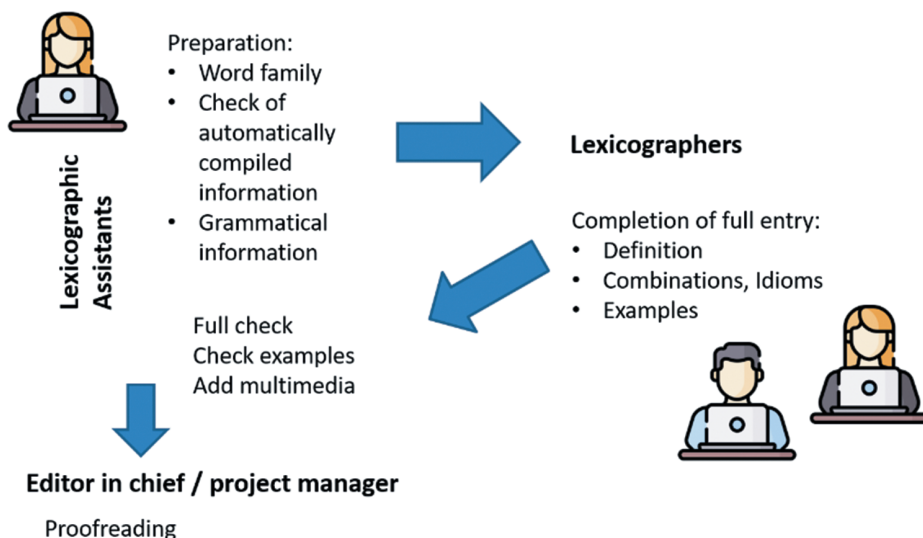 Lexicographic
Assistants
Preparation:
• Word family
• Check of
automatically
compiled
information
• Grammatical
information
Lexicographers
Completion of full entry:
• Definition
• Combinations, Idioms
• Examples
Full check
Check examples
Add multimedia
Editor in chief / project manager
Proofreading